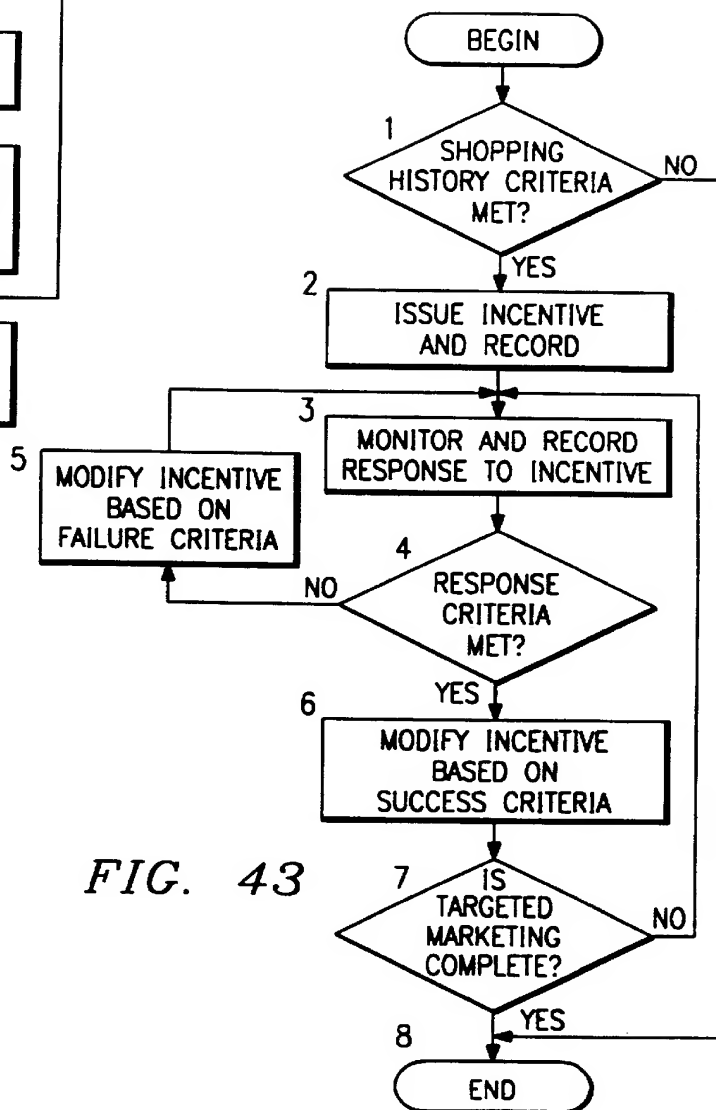 BEGIN
1
SHOPPING
HISTORY CRITERIA
MET?
NO
YES
2
ISSUE INCENTIVE
AND RECORD
3
MONITOR AND RECORD
RESPONSE TO INCENTIVE
5
MODIFY INCENTIVE
BASED ON
FAILURE CRITERIA
4
RESPONSE
CRITERIA
MET?
NO
YES
6
MODIFY INCENTIVE
BASED ON
SUCCESS CRITERIA
FIG. 43
7
IS
TARGETED
MARKETING
COMPLETE?
NO
YES
8
END